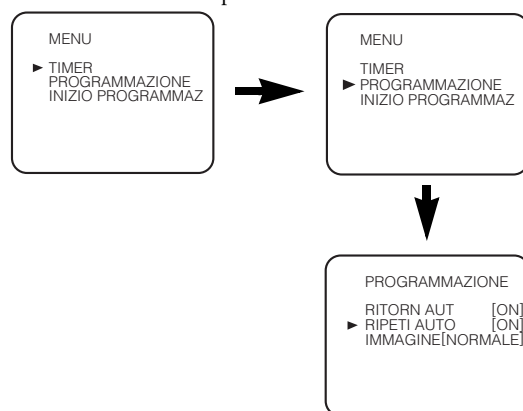 MENU
► TIMER
PROGRAMMAZIONE
INIZIO PROGRAMMAZ
MENU
TIMER
► PROGRAMMAZIONE
INIZIO PROGRAMMAZ
PROGRAMMAZIONE
RITORN AUT [ON]
► RIPETI AUTO [ON]
IMMAGINE[NORMALE]